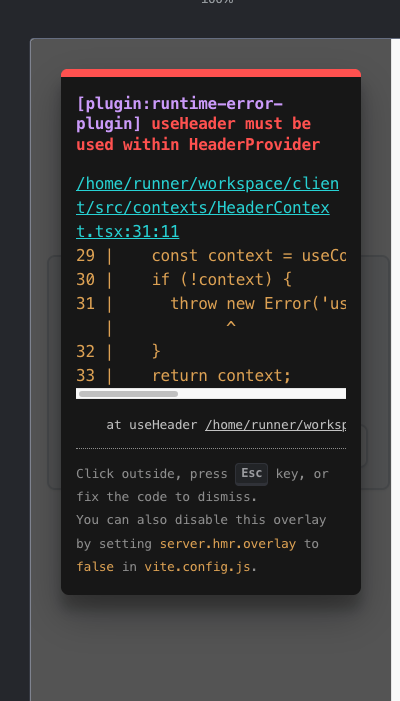 [plugin:runtime-error-
plugin] useHeader must be
used within HeaderProvider
/home/runner/workspace/clien
t/src/contexts/HeaderContex
t.tsx:31:11
29 |    const context = useCo
30 |    if (!context) {
31 |      throw new Error('us
   |            ^
32 |    }
33 |    return context;
at useHeader /home/runner/worksp
Click outside, press Esc key, or
fix the code to dismiss.
You can also disable this overlay
by setting server.hmr.overlay to
false in vite.config.js.